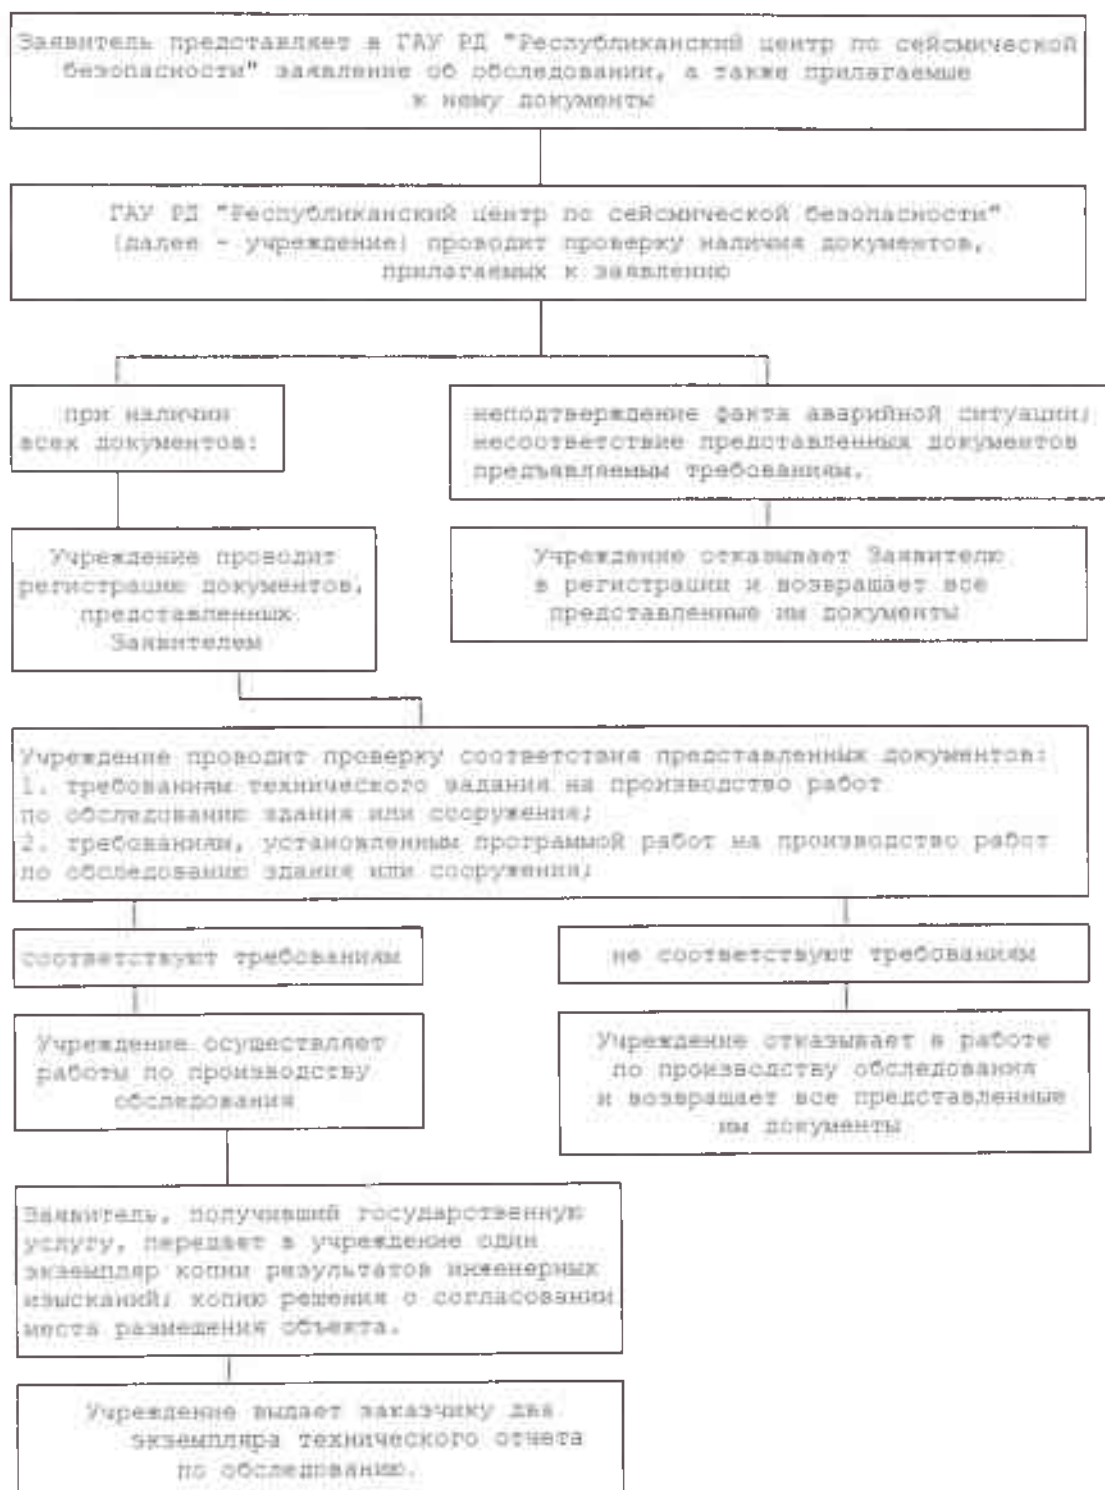 Заявитель представляет в ГАУ РД "Республиканский центр по сейсмической
безопасности" заявление об обследовании, а также прилагаемые
к нему документы
ГАУ РД "Республиканский центр по сейсмической безопасности"
(далее - учреждение) проводит проверку наличия документов,
прилагаемых к заявлению
при наличии
всех документов:
неподтверждение факта аварийной ситуации;
несоответствие представленных документов
предъявляемым требованиям.
Учреждение проводит
регистрацию документов,
представленных
Заявителем
Учреждение отказывает Заявителю
в регистрации и возвращает все
представленные им документы
Учреждение проводит проверку соответствия представленных документов:
1. требованиям технического задания на производство работ
по обследованию здания или сооружения;
2. требованиям, установленным программой работ на производство работ
по обследованию здания или сооружения;
соответствуют требованиям
не соответствуют требованиям
Учреждение осуществляет
работы по производству
обследования
Учреждение отказывает в работе
по производству обследования
и возвращает все представленные
им документы
Заявитель, получивший государственную
услугу, передает в учреждение один
экземпляр копии результатов инженерных
изысканий; копию решения о согласовании
места размещения объекта.
Учреждение выдает заказчику два
экземпляра технического отчета
по обследованию.